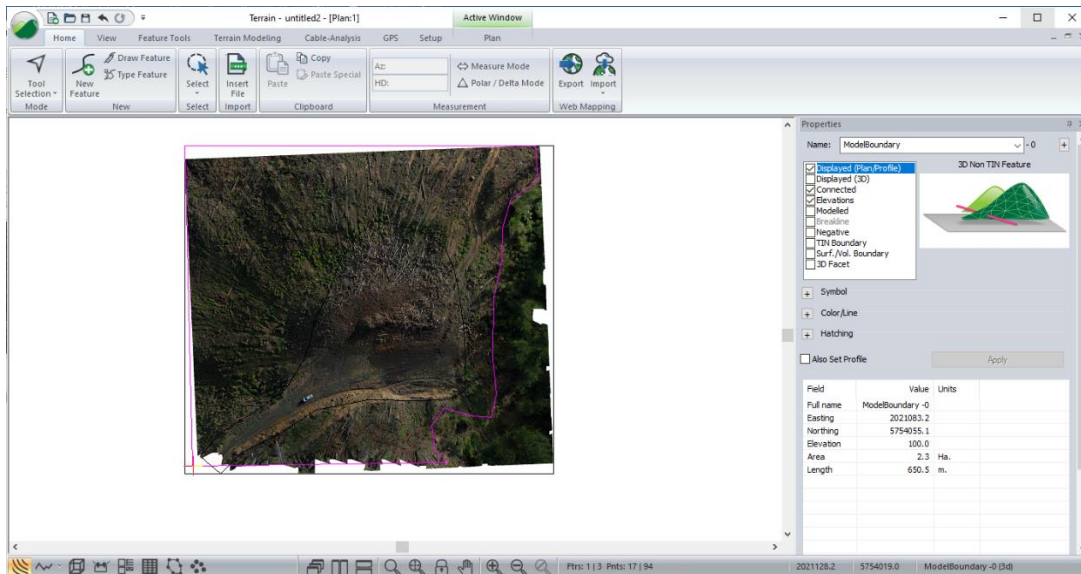 Terrain - untitled2 - [Plan:1]
Active Window
Home View Feature Tools Terrain Modeling Cable-Analysis GPS Setup Plan
Tool Selection
Mode
New Feature
Draw Feature
Type Feature
New
Select
Select
Insert File
Import
Paste
Copy
Paste Special
Clipboard
Az:
HD:
Measure Mode
Polar / Delta Mode
Measurement
Export Import
Web Mapping
Properties
Name: ModelBoundary - 0
Displayed (Plan/Profile)
Displayed (3D)
Connected
Elevations
Modelled
Breakline
Negative
TIN Boundary
Surf./Vol. Boundary
3D Facet
3D Non TIN Feature
Symbol
Color/Line
Hatching
Also Set Profile Apply
Field Value Units
Full name ModelBoundary -0
Easting 2021083.2
Northing 5754055.1
Elevation 100.0
Area 2.3 Ha.
Length 650.5 m.
Ftrs: 1 | 3 Pnts: 17 | 94
2021128.2 5754019.0 ModelBoundary -0 (3d)